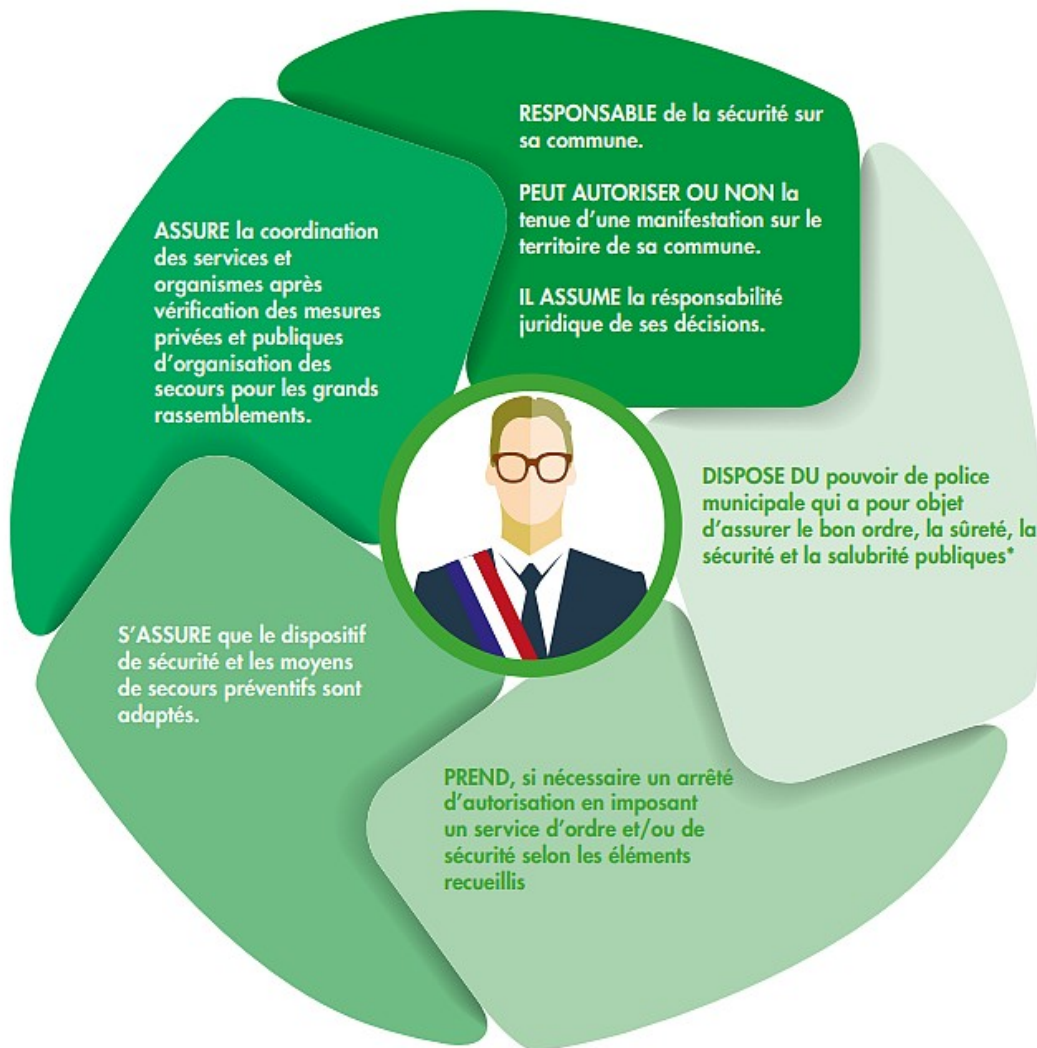 RESPONSABLE de la sécurité sur
sa commune.
PEUT AUTORISER OU NON la
tenue d'une manifestation sur le
territoire de sa commune.
IL ASSUME la résponsabilité
juridique de ses décisions.
DISPOSE DU pouvoir de police
municipale qui a pour objet
d'assurer le bon ordre, la sûreté, la
sécurité et la salubrité publiques*
PREND, si nécessaire un arrêté
d'autorisation en imposant
un service d'ordre et/ou de
sécurité selon les éléments
recueillis
S'ASSURE que le dispositif
de sécurité et les moyens
de secours préventifs sont
adaptés.
ASSURE la coordination
des services et
organismes après
vérification des mesures
privées et publiques
d'organisation des
secours pour les grands
rassemblements.